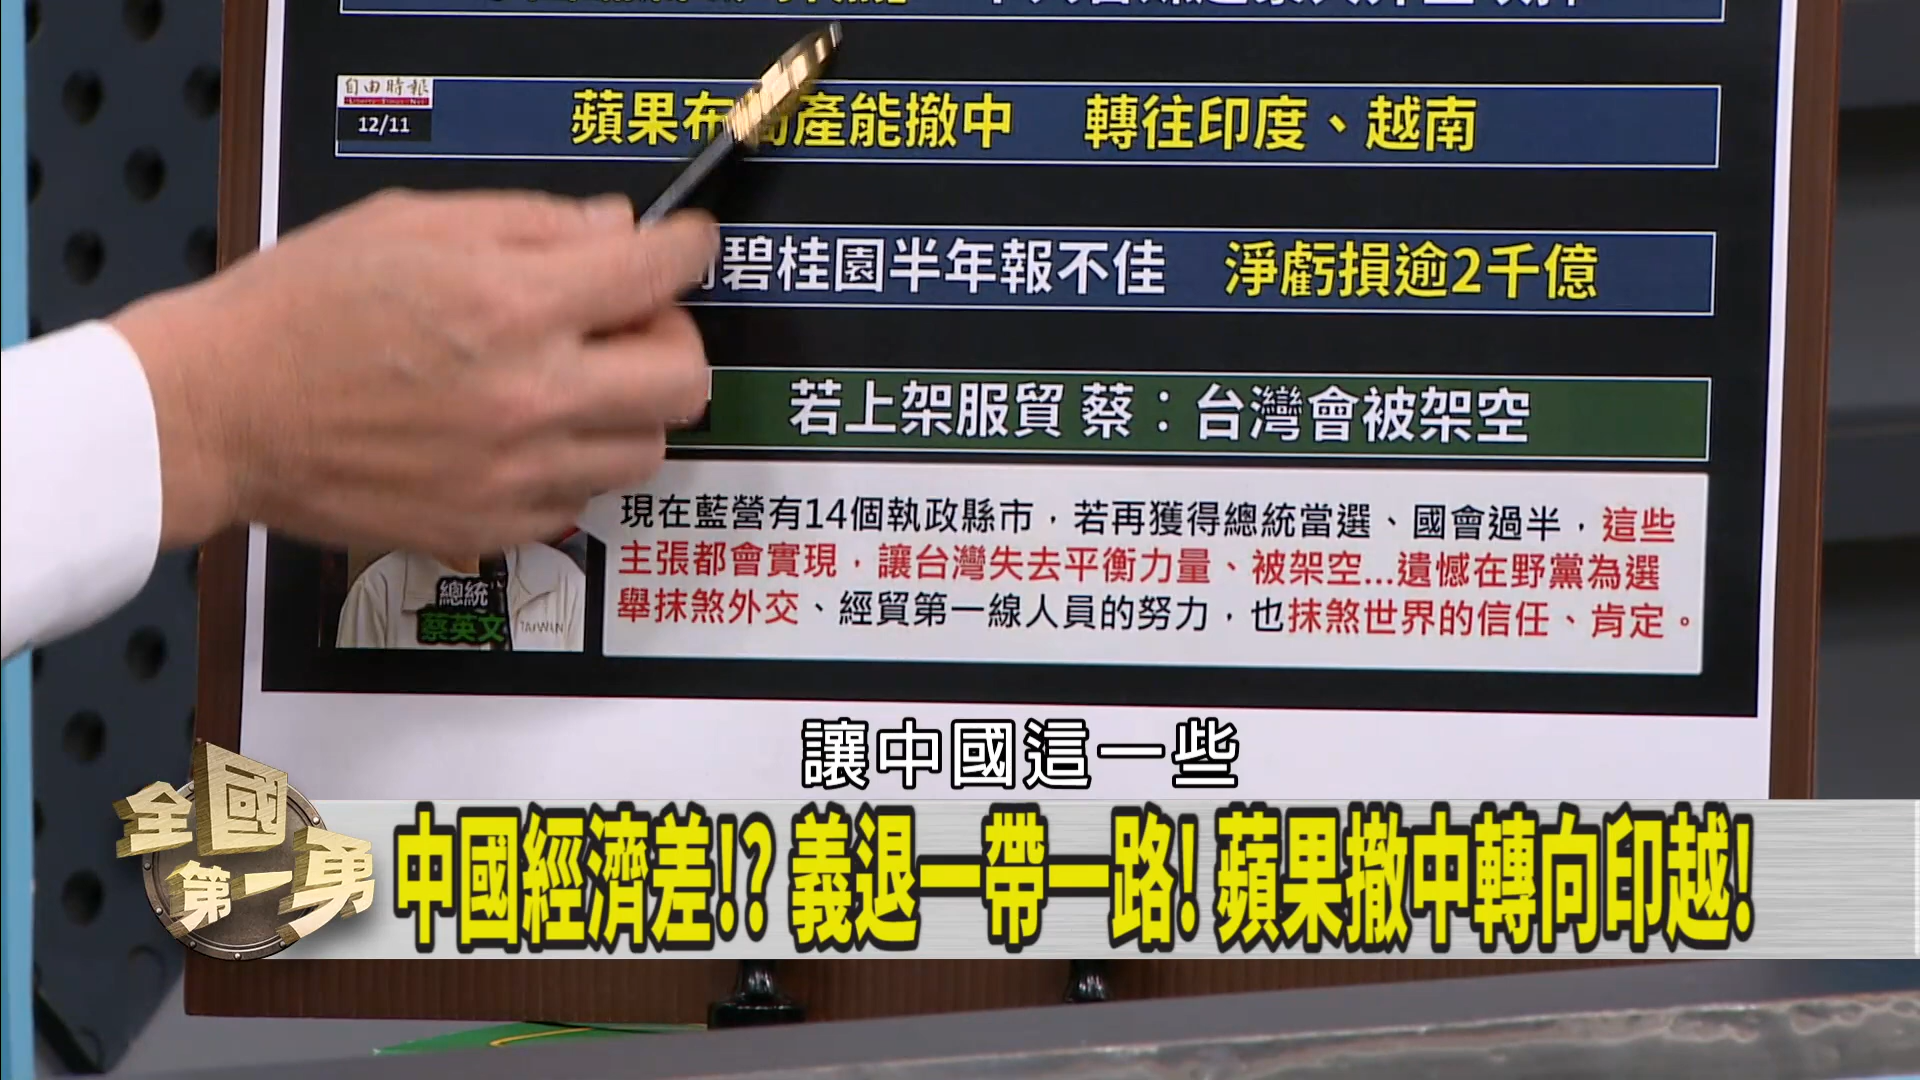 自由時報
Liberty Times Net
12/11
蘋果布局產能撤中 轉往印度、越南
碧桂園半年報不佳 淨虧損逾2千億
若上架服貿 蔡：台灣會被架空
現在藍營有14個執政縣市，若再獲得總統當選、國會過半，這些
主張都會實現，讓台灣失去平衡力量、被架空...遺憾在野黨為選
舉抹煞外交、經貿第一線人員的努力，也抹煞世界的信任、肯定。
總統
蔡英文
TAIWAN
讓中國這一些
全國第一勇
中國經濟差!? 義退一帶一路! 蘋果撤中轉向印越!